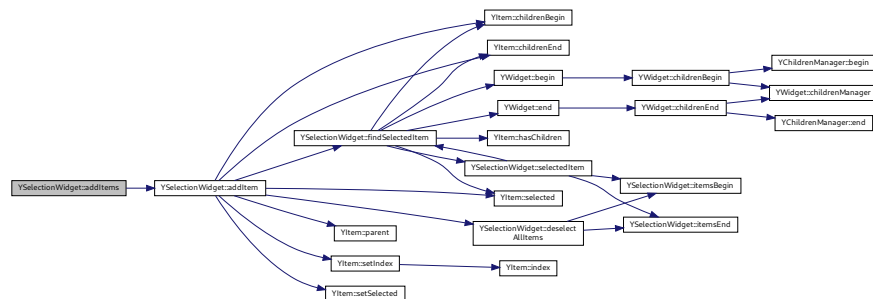 YItem::childrenBegin
YItem::childrenEnd
YChildrenManager::begin
YWidget::begin
YWidget::childrenBegin
YWidget::childrenManager
YWidget::end
YWidget::childrenEnd
YChildrenManager::end
YSelectionWidget::findSelectedItem
YItem::hasChildren
YSelectionWidget::selectedItem
YSelectionWidget::addItems
YSelectionWidget::addItem
YSelectionWidget::itemsBegin
YItem::selected
YSelectionWidget::itemsEnd
YItem::parent
YSelectionWidget::deselect
AllItems
YItem::setIndex
YItem::index
YItem::setSelected